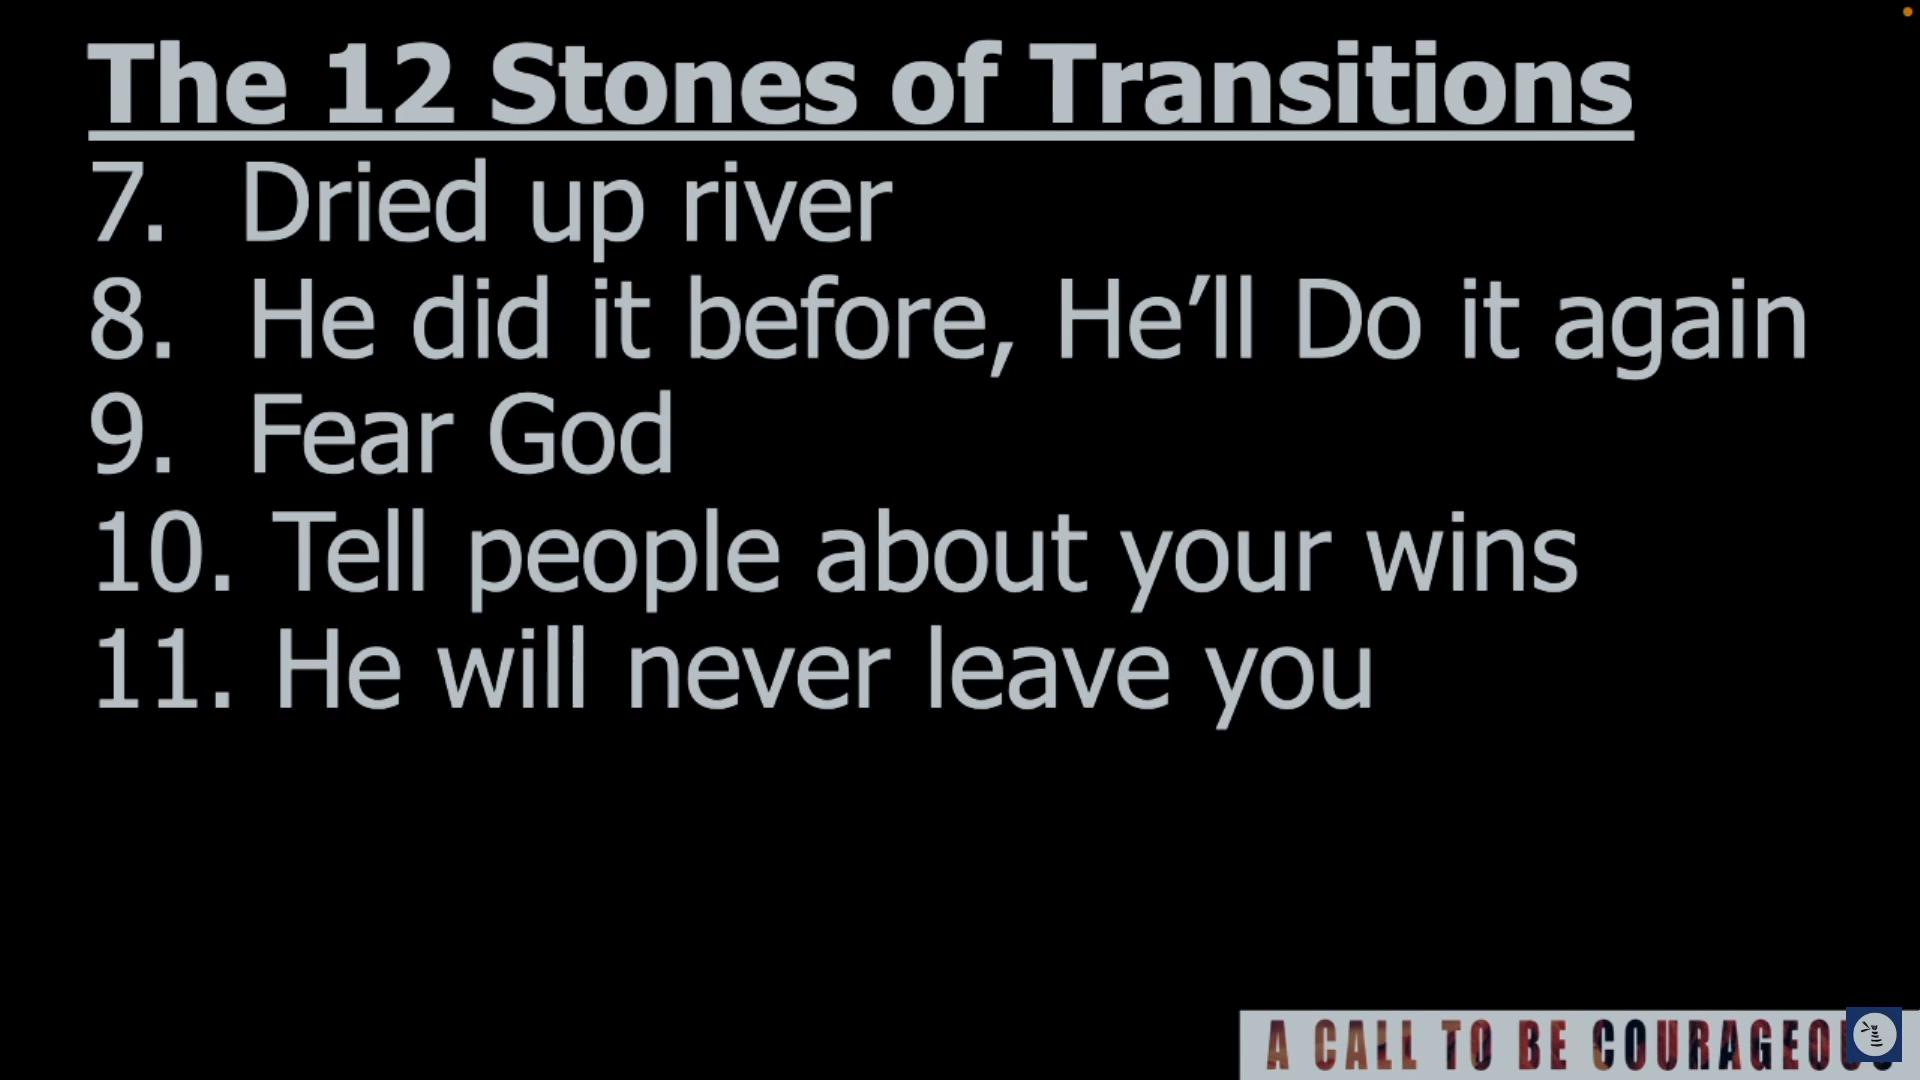 The 12 Stones of Transitions
7. Dried up river
8. He did it before, He’ll Do it again
9. Fear God
10. Tell people about your wins
11. He will never leave you
A CALL TO BE COURAGEOUS